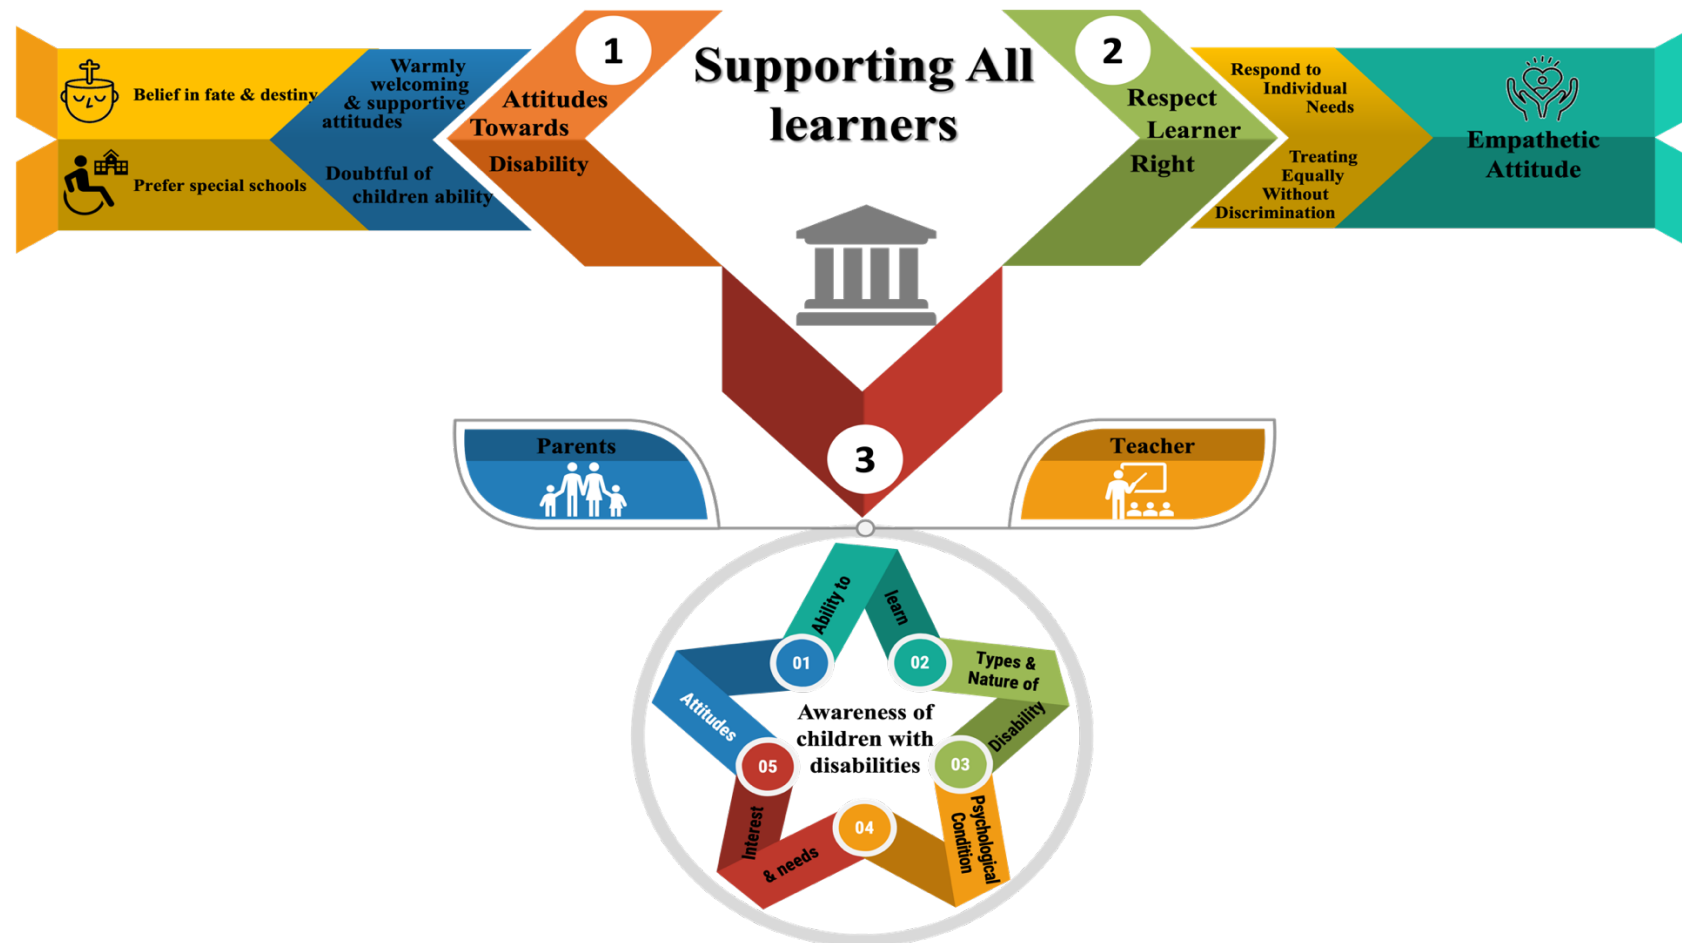 Supporting All
learners
1
Attitudes
Towards
Disability
Warmly
welcoming
& supportive
attitudes
Doubtful of
children ability
Belief in fate & destiny
Prefer special schools
2
Respect
Learner
Right
Respond to
Individual
Needs
Treating
Equally
Without
Discrimination
Empathetic
Attitude
3
Parents
Teacher
Awareness of
children with
disabilities
01
Ability to
learn
02
Types &
Nature of
Disability
03
Psychological
Condition
04
& needs
Interest
05
Attitudes